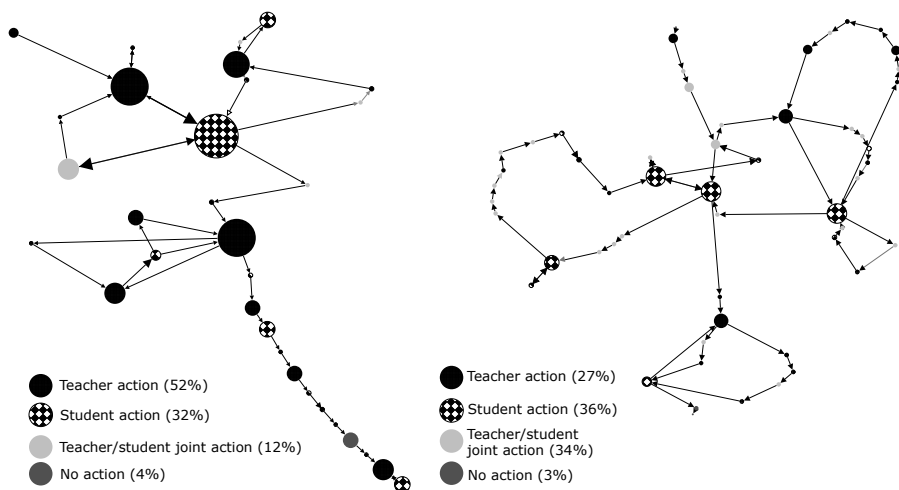 Teacher action (52%)
Student action (32%)
Teacher/student joint action (12%)
No action (4%)
Teacher action (27%)
Student action (36%)
Teacher/student
joint action (34%)
No action (3%)